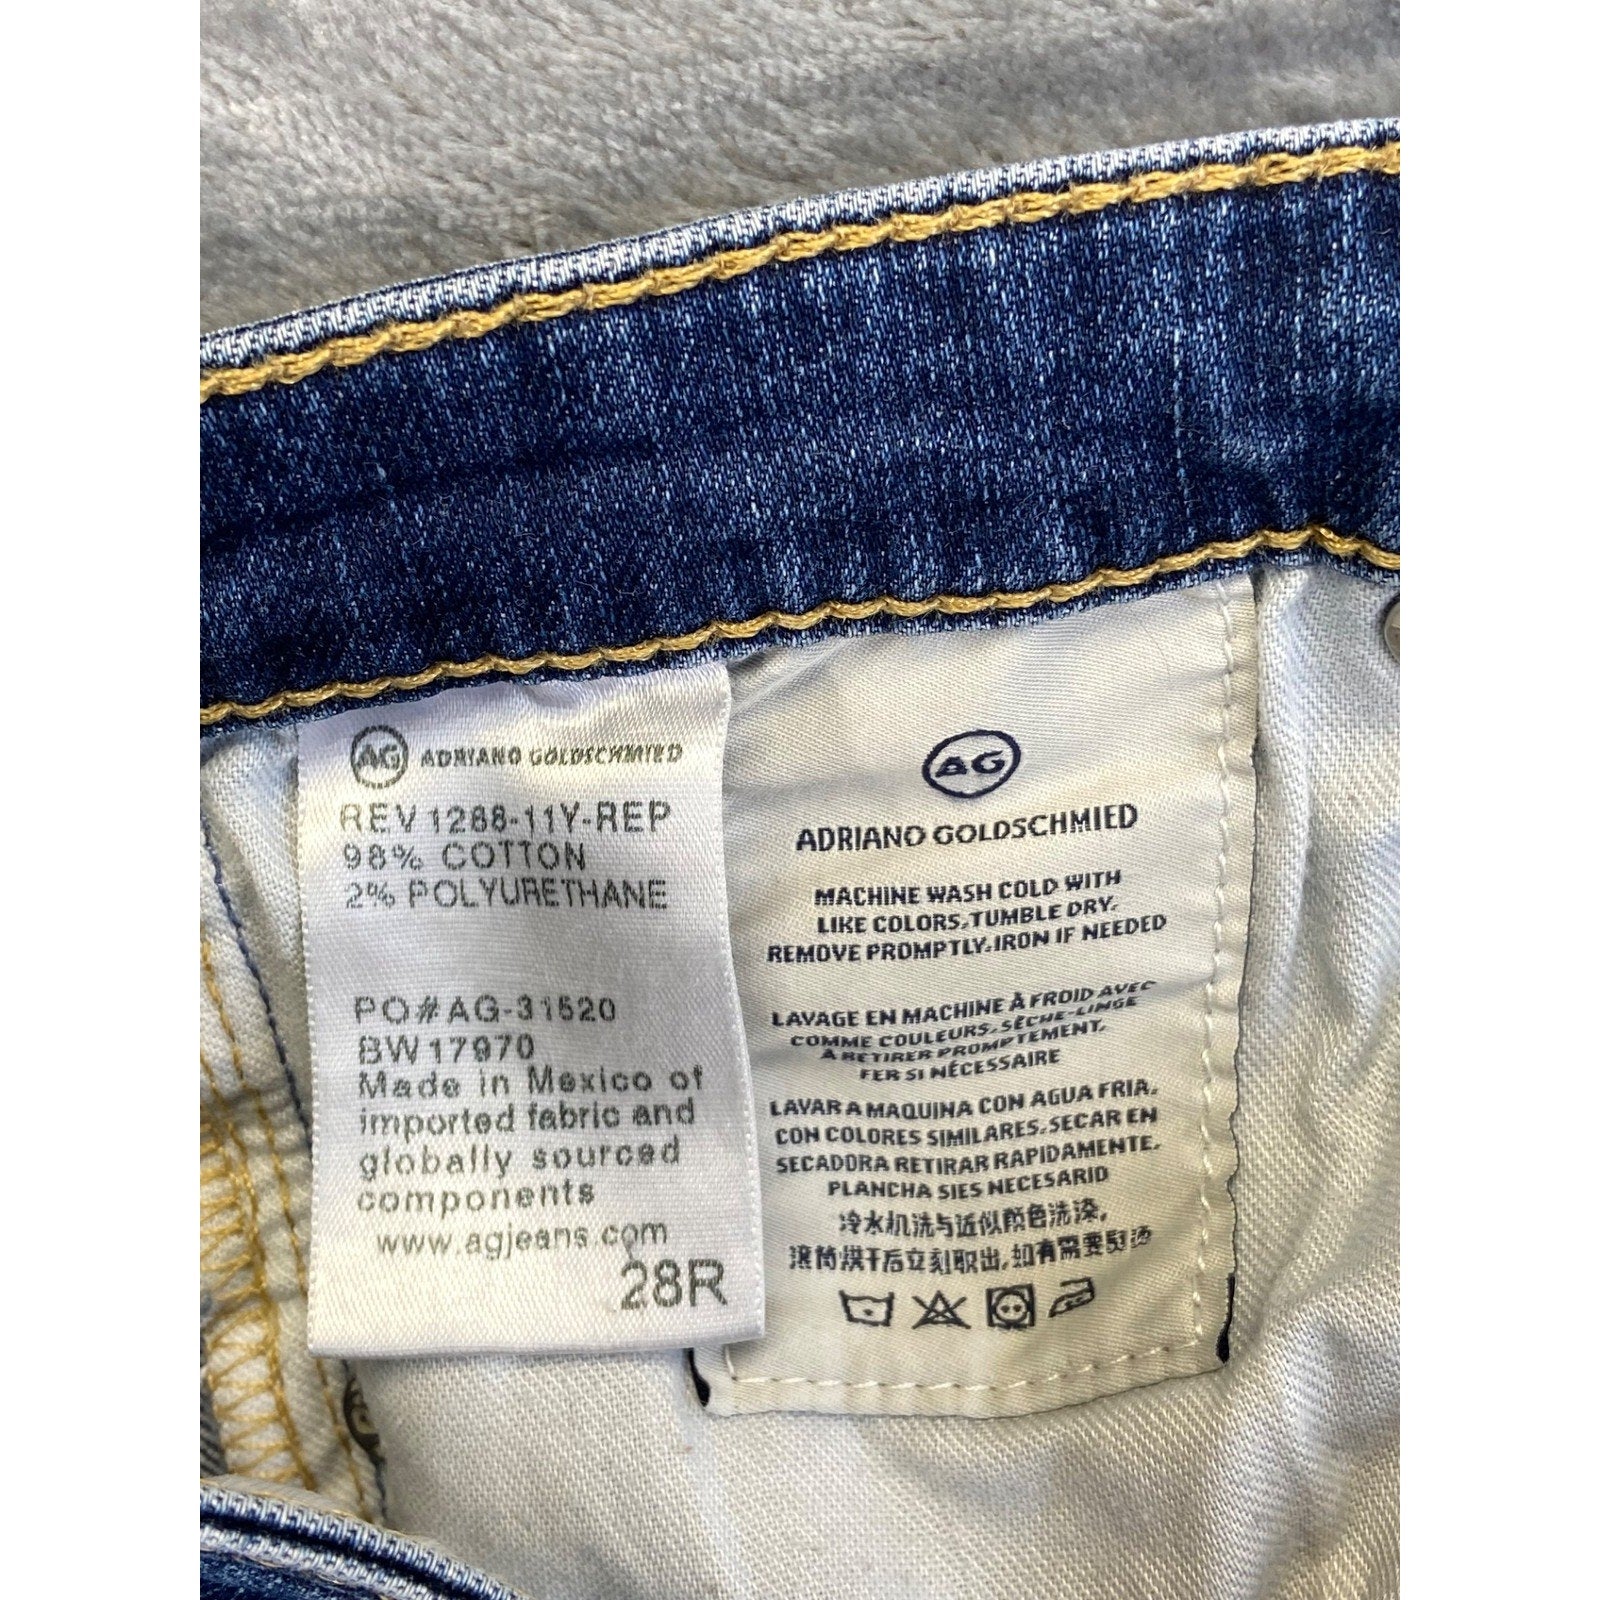 AG ADRIANO GOLDSCHMIED
REV 1288-11Y-REP
98% COTTON
2% POLYURETHANE
PO#AG-31520
BW17970
Made in Mexico of
imported fabric and
globally sourced
components
www.agjeans.com
28R
AG
ADRIANO GOLDSCHMIED
MACHINE WASH COLD WITH
LIKE COLORS, TUMBLE DRY.
REMOVE PROMPTLY, IRON IF NEEDED
LAVAGE EN MACHINE À FROID AVEC
COMME COULEURS, SÈCHE-LINGE
A RETIRER PROMPTEMENT,
FER SI NÉCESSAIRE
LAVAR A MAQUINA CON AGUA FRIA,
CON COLORES SIMILARES, SECAR EN
SECADORA RETIRAR RAPIDAMENTE,
PLANCHA SIES NECESARIO
冷水机洗与近似颜色洗涤,
滚筒烘干后立刻取出,如有需要熨烫